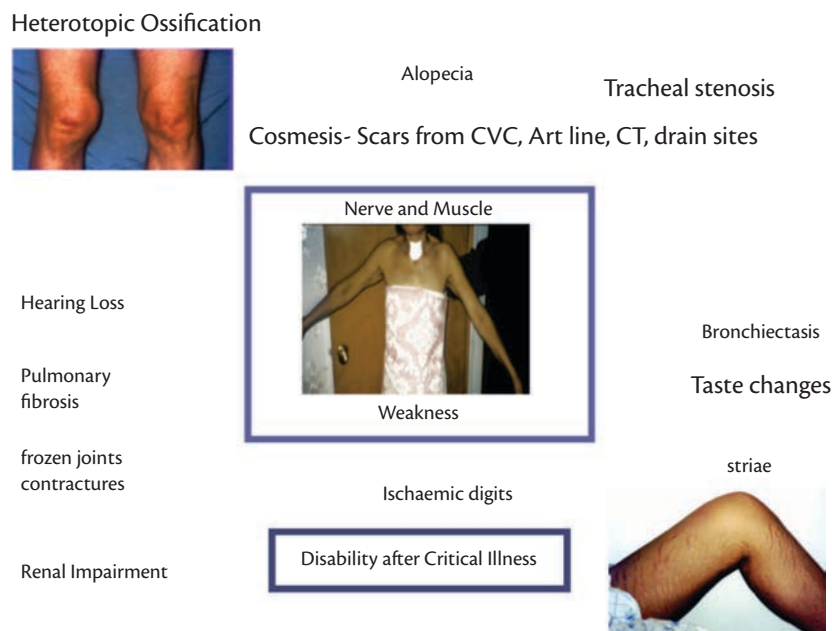 Heterotopic Ossification
Alopecia
Tracheal stenosis
Cosmesis- Scars from CVC, Art line, CT, drain sites
Nerve and Muscle
Hearing Loss
Bronchiectasis
Pulmonary
fibrosis
Taste changes
Weakness
frozen joints
contractures
striae
Ischaemic digits
Disability after Critical Illness
Renal Impairment